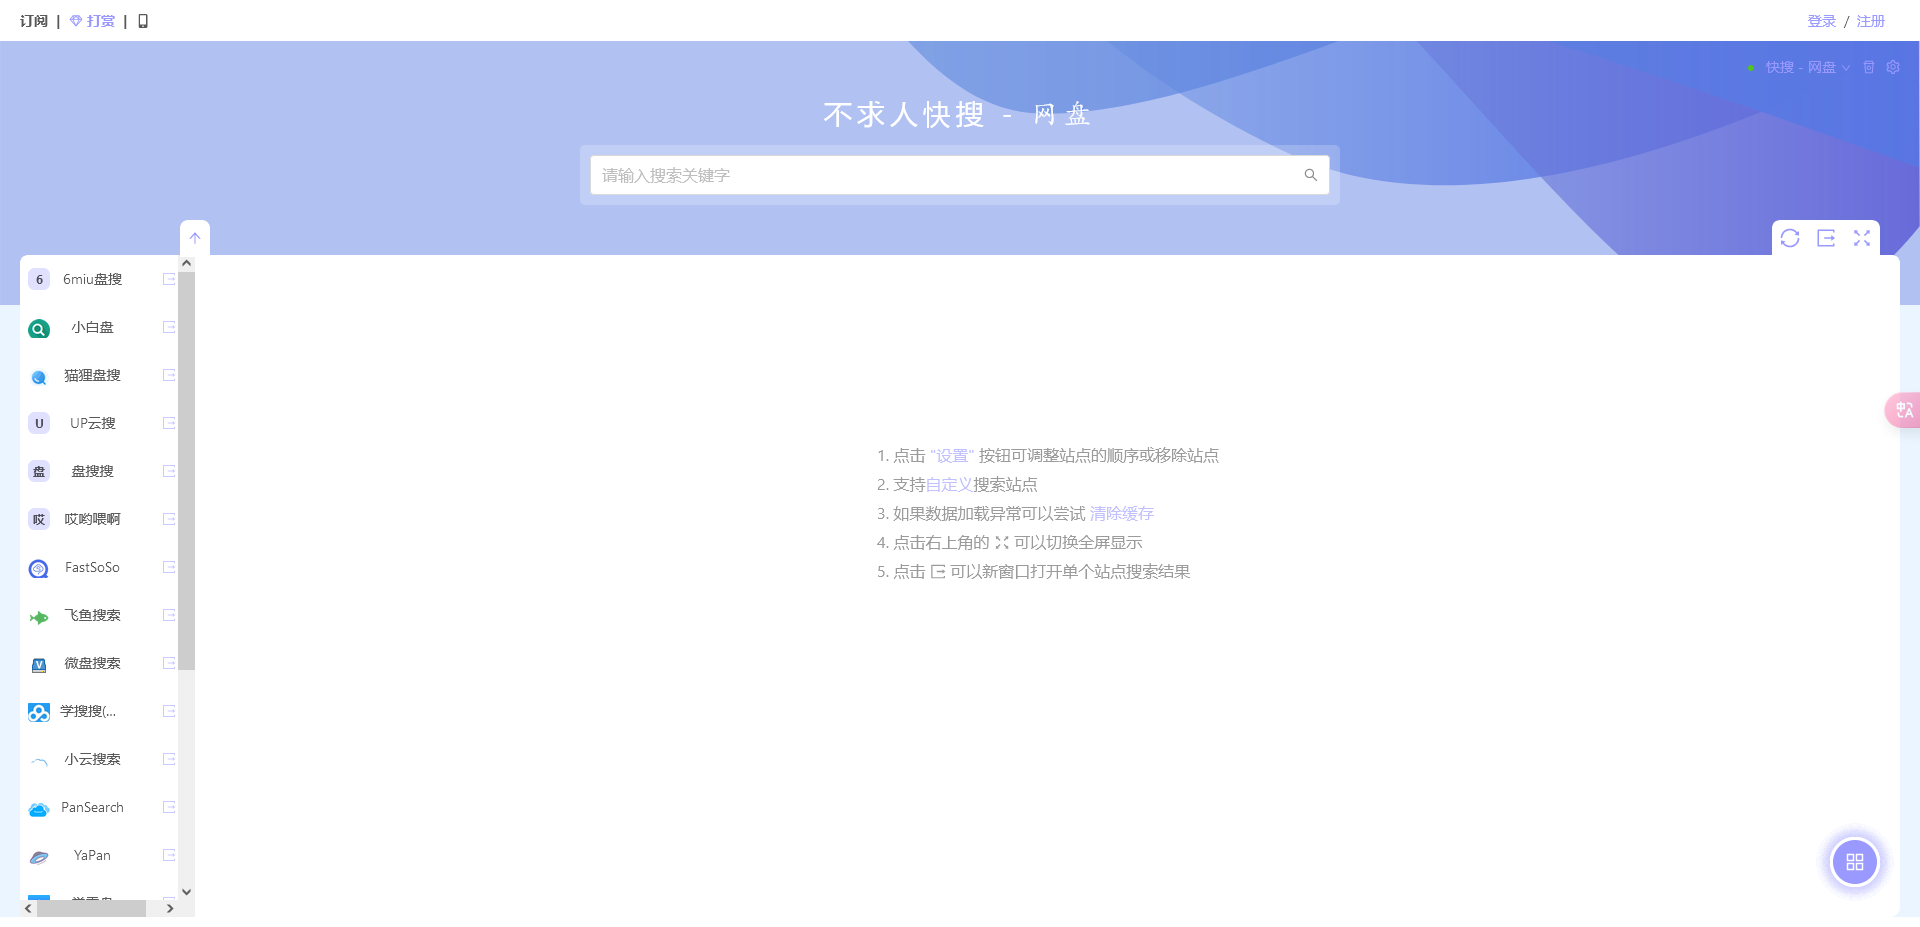 订阅 | 打赏 |
登录 / 注册
快搜 - 网盘
不求人快搜 - 网盘
请输入搜索关键字
6 6miu盘搜
小白盘
猫狸盘搜
U UP云搜
盘 盘搜搜
哎 哎哟喂啊
FastSoSo
飞鱼搜索
V 微盘搜索
学搜搜(...
小云搜索
PanSearch
YaPan
1. 点击 "设置" 按钮可调整站点的顺序或移除站点
2. 支持自定义搜索站点
3. 如果数据加载异常可以尝试 清除缓存
4. 点击右上角的 可以切换全屏显示
5. 点击 可以新窗口打开单个站点搜索结果
中 A